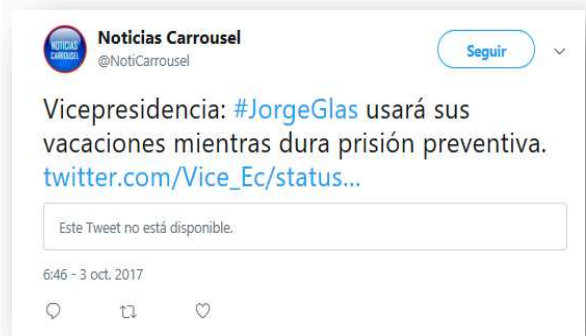 NOTICIAS
CARROUSEL
Noticias Carrousel
@NotiCarrousel
Seguir
Vicepresidencia: #JorgeGlas usará sus
vacaciones mientras dura prisión preventiva.
twitter.com/Vice_Ec/status...
Este Tweet no está disponible.
6:46 - 3 oct. 2017